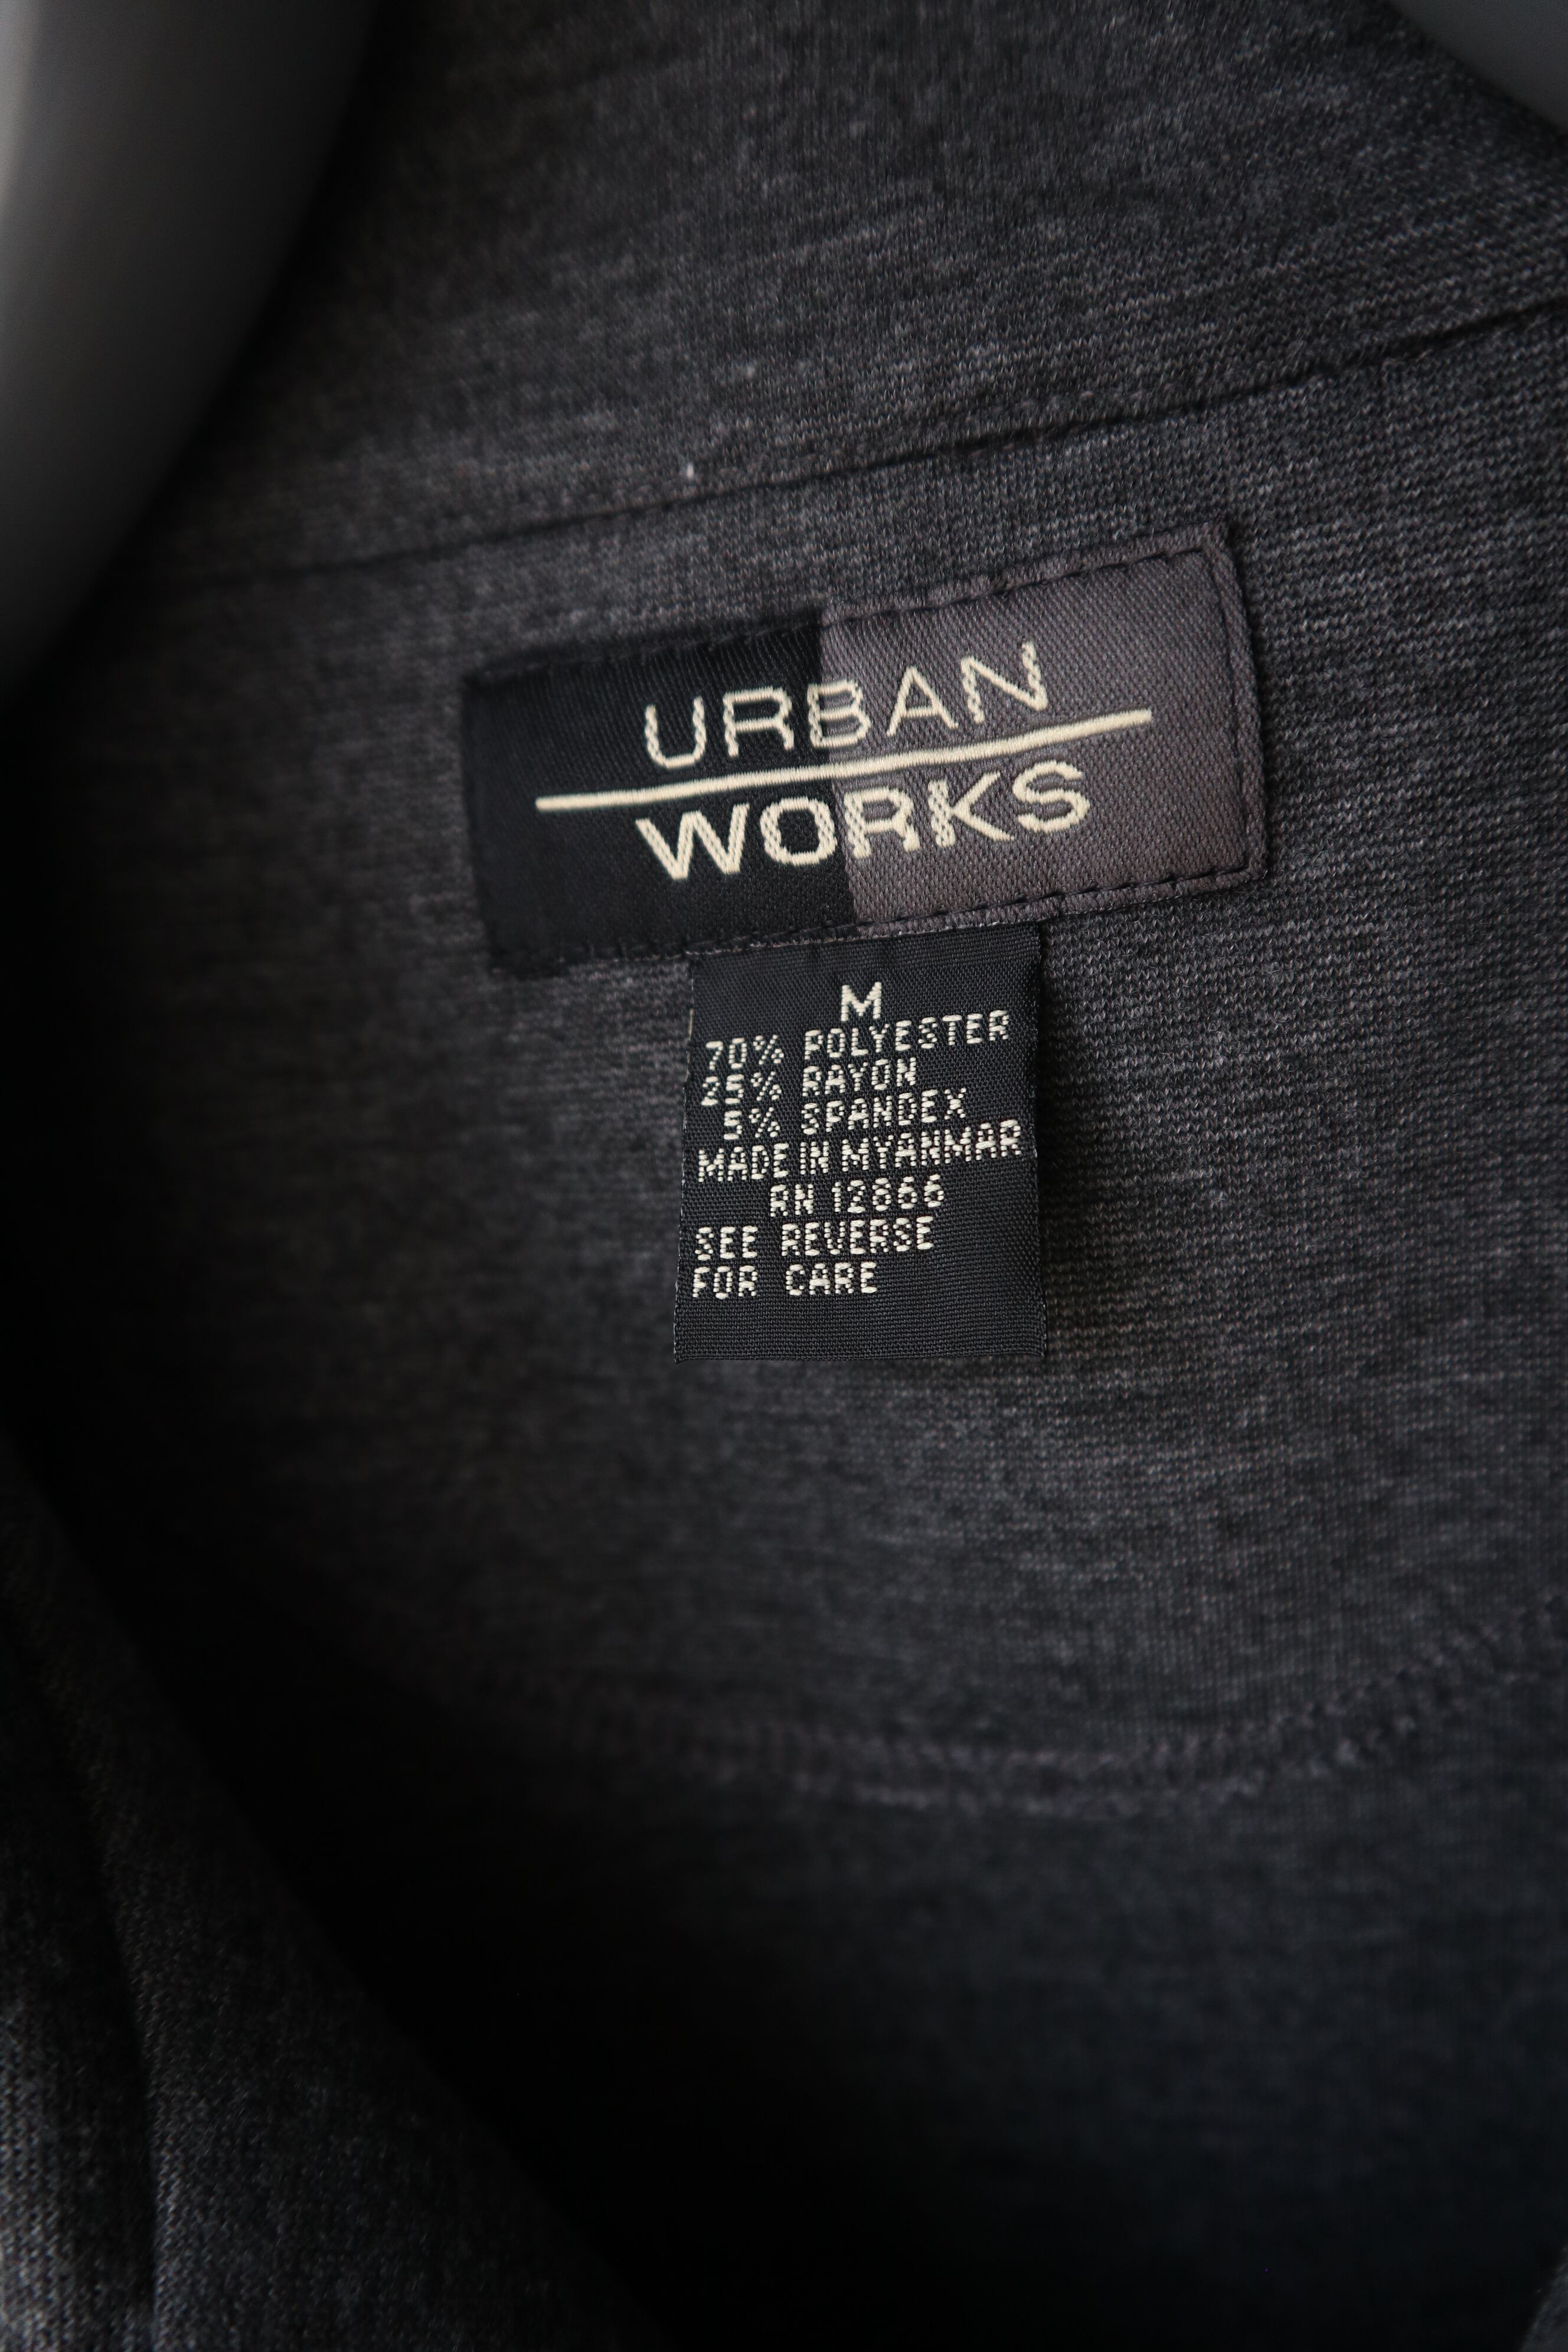 URBAN
WORKS
M
70% POLYESTER
25% RAYON
5% SPANDEX
MADE IN MYANMAR
RN 12866
SEE REVERSE
FOR CARE